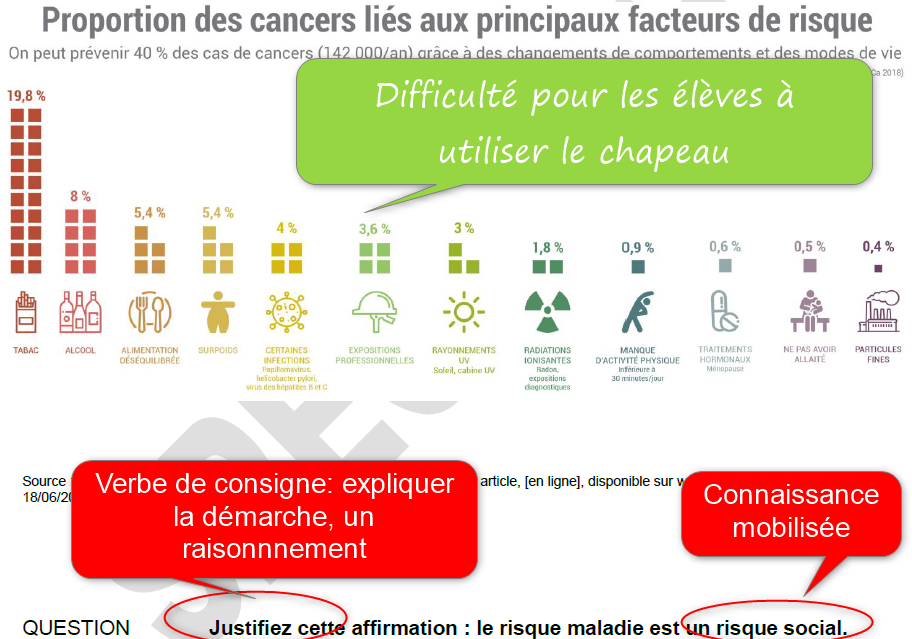 Proportion des cancers liés aux principaux facteurs de risque
On peut prévenir 40 % des cas de cancers (142 000/an) grâce à des changements de comportements et des modes de vie
Ca 2018)
Difficulté pour les élèves à
utiliser le chapeau
19,8 %
8 %
5,4 %
5,4 %
4 %
3,6 %
3 %
1,8 %
0,9 %
0,6 %
0,5 %
0,4 %
TABAC
ALCOOL
ALIMENTATION
DÉSÉQUILIBRÉE
SURPOIDS
CERTAINES
INFECTIONS
Papillomavirus,
helicobacter pylori,
virus des hépatites B et C
EXPOSITIONS
PROFESSIONNELLES
RAYONNEMENTS
UV
Soleil, cabine UV
RADIATIONS
IONISANTES
Radon,
expositions
diagnostiques
MANQUE
D'ACTIVITÉ PHYSIQUE
Inférieure à
30 minutes/jour
TRAITEMENTS
HORMONAUX
Ménopause
NE PAS AVOIR
ALLAITÉ
PARTICULES
FINES
Source article, [en ligne], disponible sur w
18/06/20
Verbe de consigne: expliquer
la démarche, un
raisonnnement
Connaissance
mobilisée
QUESTION Justifiez cette affirmation : le risque maladie est un risque social.